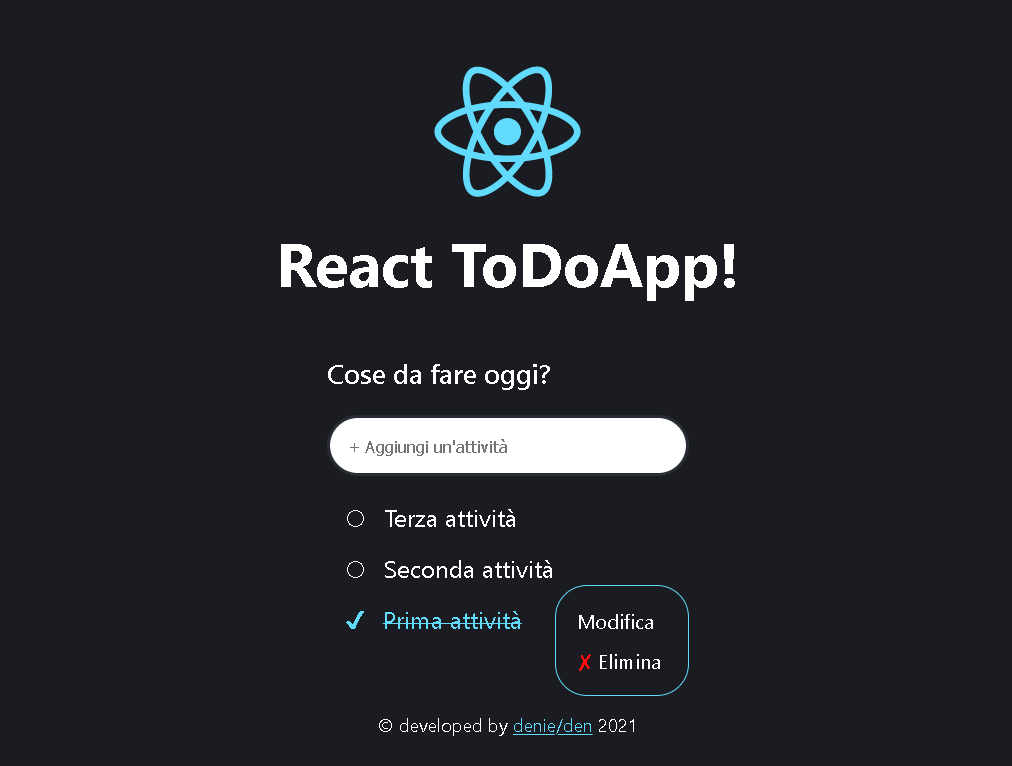 React ToDoApp!
Cose da fare oggi?
+ Aggiungi un'attività
Terza attività
Seconda attività
Prima attività
Modifica
✗ Elimina
© developed by denie/den 2021